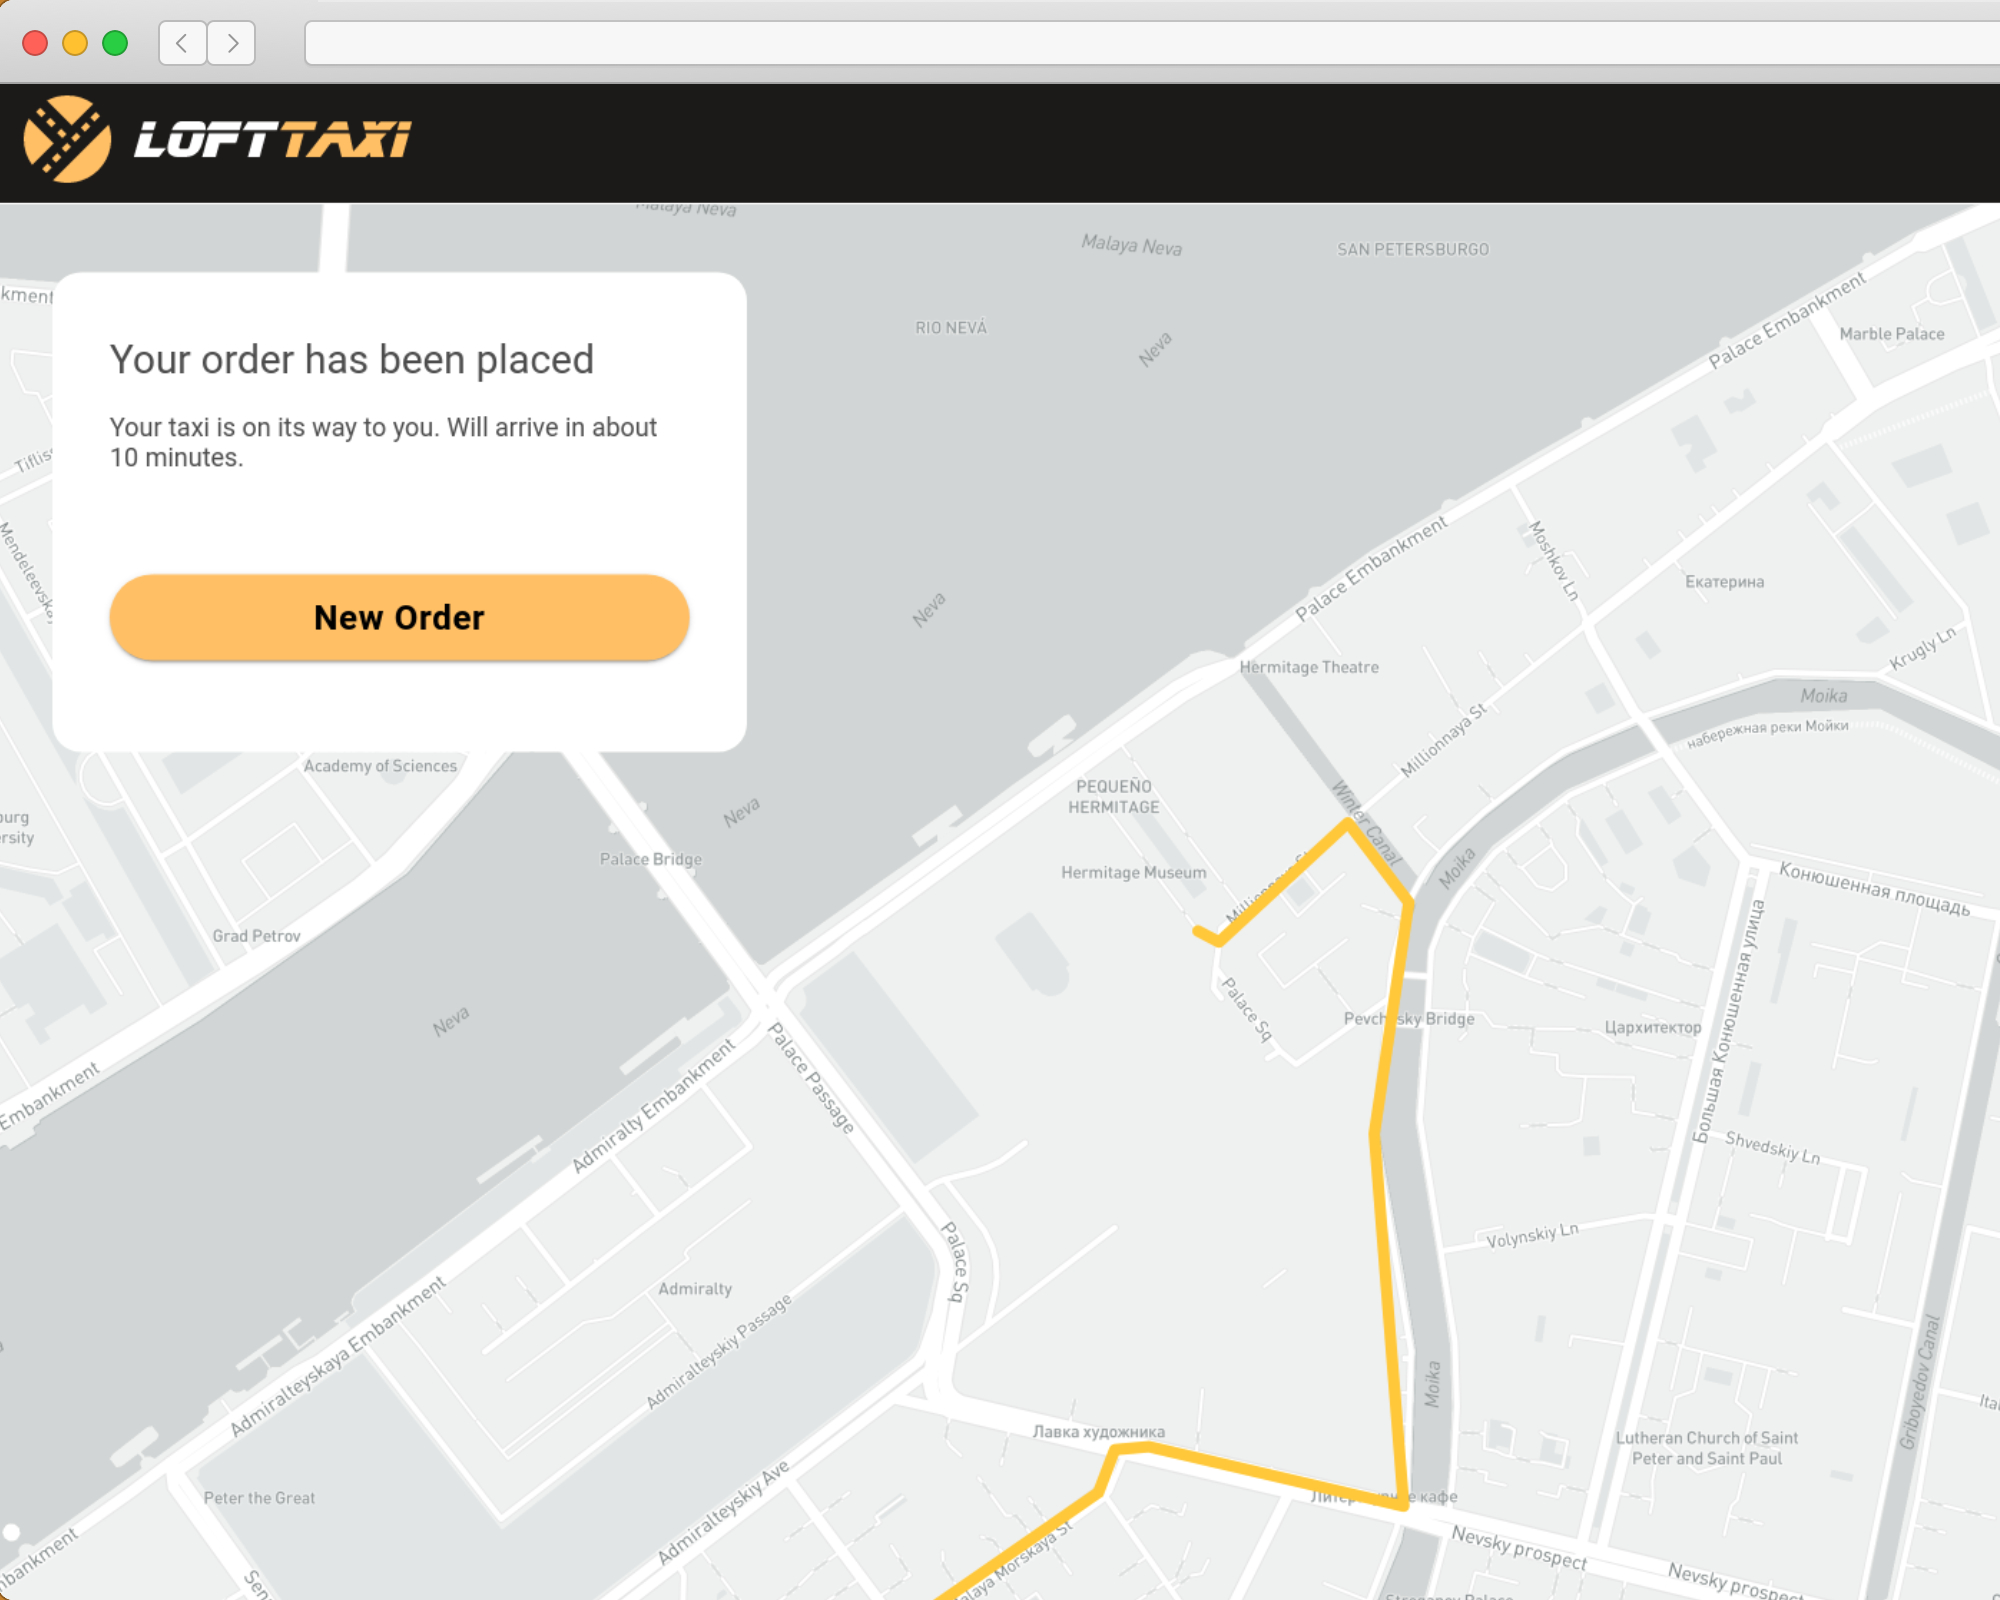 LOFTTAXI
Malaya Neva
Malaya Neva
SAN PETERSBURGO
RIO NEVÁ
Neva
Palace Embankment
Marble Palace
kment
Your order has been placed
Your taxi is on its way to you. Will arrive in about
10 minutes.
New Order
Tiflis
Mendeleevska
Neva
Palace Embankment
Moshkov Ln
Екатерина
Krugly Ln
Hermitage Theatre
Moika
Millionnaya St
набережная реки Мойки
Academy of Sciences
PEQUEÑO
HERMITAGE
Winter Canal
Neva
burg
ersity
Palace Bridge
Hermitage Museum
Moika
Конюшенная площадь
Grad Petrov
Palace Sq
Neva
Pevchesky Bridge
Цархитектор
Большая Конюшенная улица
Embankment
Palace Passage
Admiralty Embankment
Shvedskiy Ln
Volynskiy Ln
Palace Sq
Admiralty
Admiralteyskiy Passage
Admiralteyskaya Embankment
Moika
Griboyedov Canal
Ital
Лавка художника
Lutheran Church of Saint
Peter and Saint Paul
Peter the Great
Admiralteyskiy Ave
кафе
Nevsky prospect
Nevsky prospect
alaya Morskaya St
bankment
Sen